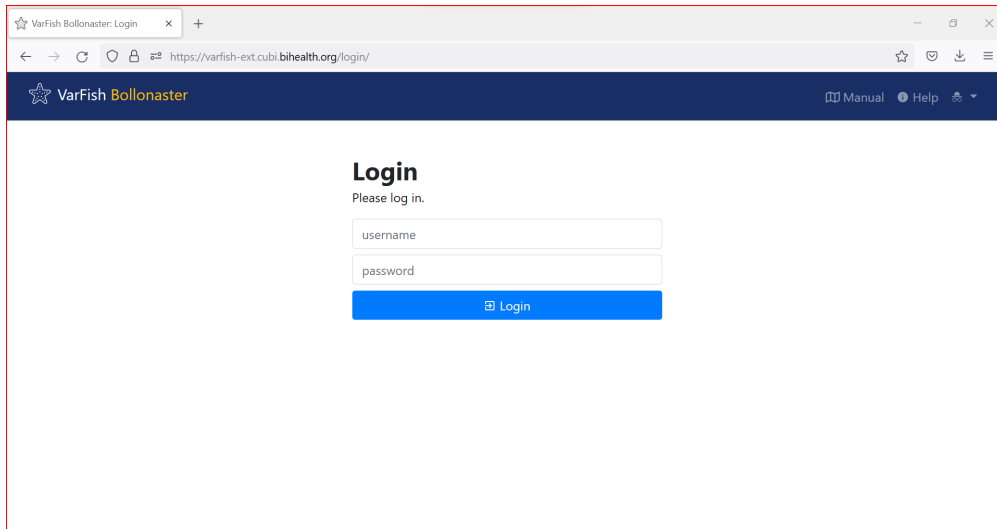 VarFish Bollonaster: Login
https://varfish-ext.cubi.bihealth.org/login/
VarFish Bollonaster
Manual Help
Login
Please log in.
username
password
Login